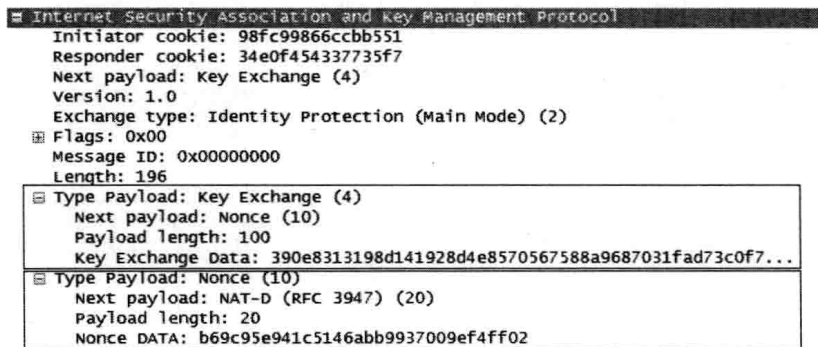 Internet Security Association and Key Management Protocol
Initiator cookie: 98fc99866ccbb551
Responder cookie: 34e0f454337735f7
Next payload: Key Exchange (4)
Version: 1.0
Exchange type: Identity Protection (Main Mode) (2)
Flags: 0x00
Message ID: 0x00000000
Length: 196
Type Payload: Key Exchange (4)
Next payload: Nonce (10)
Payload length: 100
Key Exchange Data: 390e8313198d141928d4e8570567588a9687031fad73c0f7...
Type Payload: Nonce (10)
Next payload: NAT-D (RFC 3947) (20)
Payload length: 20
Nonce DATA: b69c95e941c5146abb9937009ef4ff02